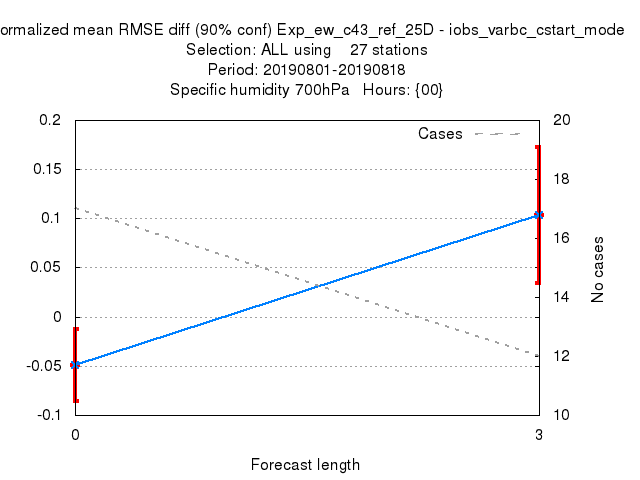 ormalized mean RMSE diff (90% conf) Exp_ew_c43_ref_25D - iobs_varbc_cstart_mode
Selection: ALL using 27 stations
Period: 20190801-20190818
Specific humidity 700hPa Hours: {00}
Cases
0.2
0.15
0.1
0.05
0
-0.05
-0.1
20
18
16
14
12
10
No cases
0
3
Forecast length